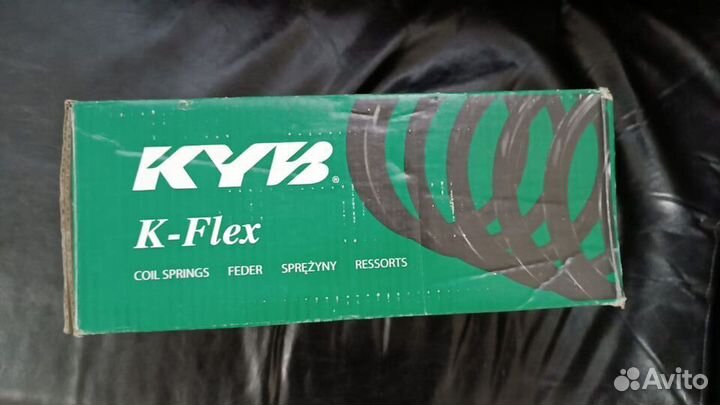 KYB®
K-Flex
COIL SPRINGS FEDER SPRĘŻYNY RESSORTS
Avito